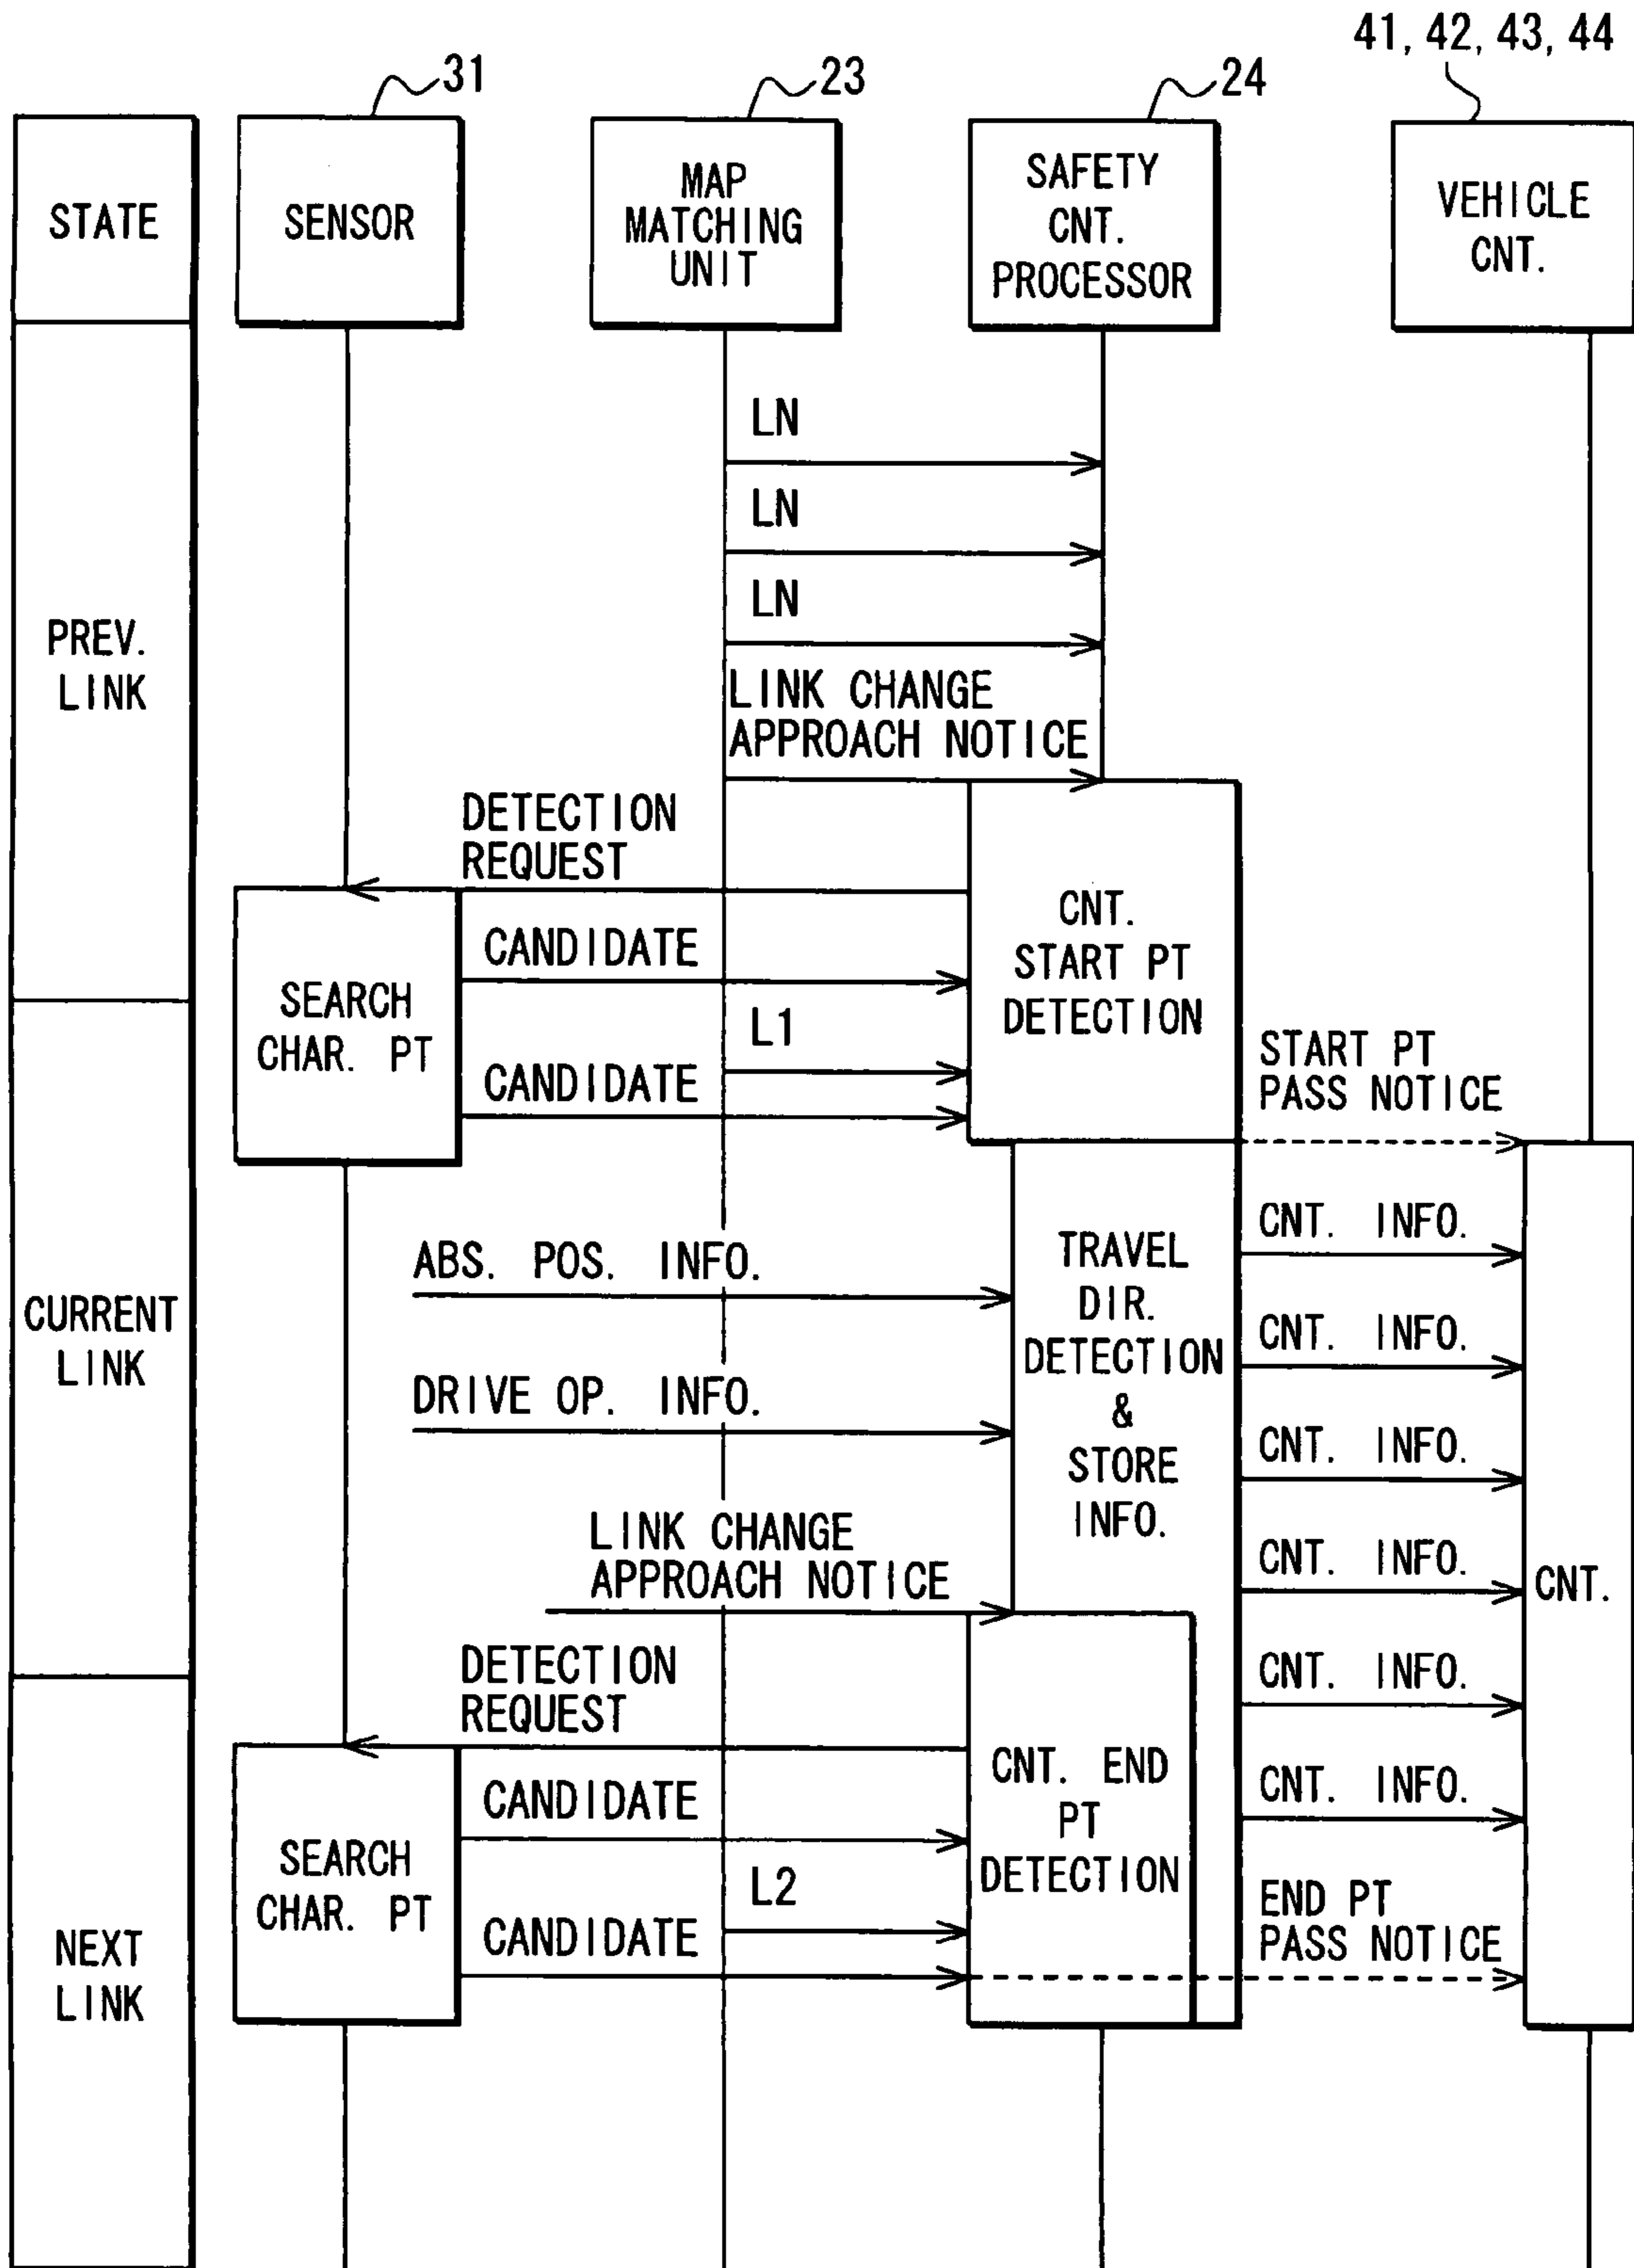 41, 42, 43, 44
31
23
24
STATE
SENSOR
MAP
MATCHING
UNIT
SAFETY
CNT.
PROCESSOR
VEHICLE
CNT.
LN
LN
LN
PREV.
LINK
LINK CHANGE
APPROACH NOTICE
DETECTION
REQUEST
CNT.
START PT
DETECTION
CANDIDATE
SEARCH
CHAR. PT
L1
CANDIDATE
START PT
PASS NOTICE
CNT. INFO.
ABS. POS. INFO.
TRAVEL
DIR.
DETECTION
&
STORE
INFO.
CNT. INFO.
CURRENT
LINK
DRIVE OP. INFO.
CNT. INFO.
LINK CHANGE
APPROACH NOTICE
CNT. INFO.
CNT.
DETECTION
REQUEST
CNT. INFO.
CNT. END
PT
DETECTION
CANDIDATE
CNT. INFO.
SEARCH
CHAR. PT
L2
CANDIDATE
END PT
PASS NOTICE
NEXT
LINK